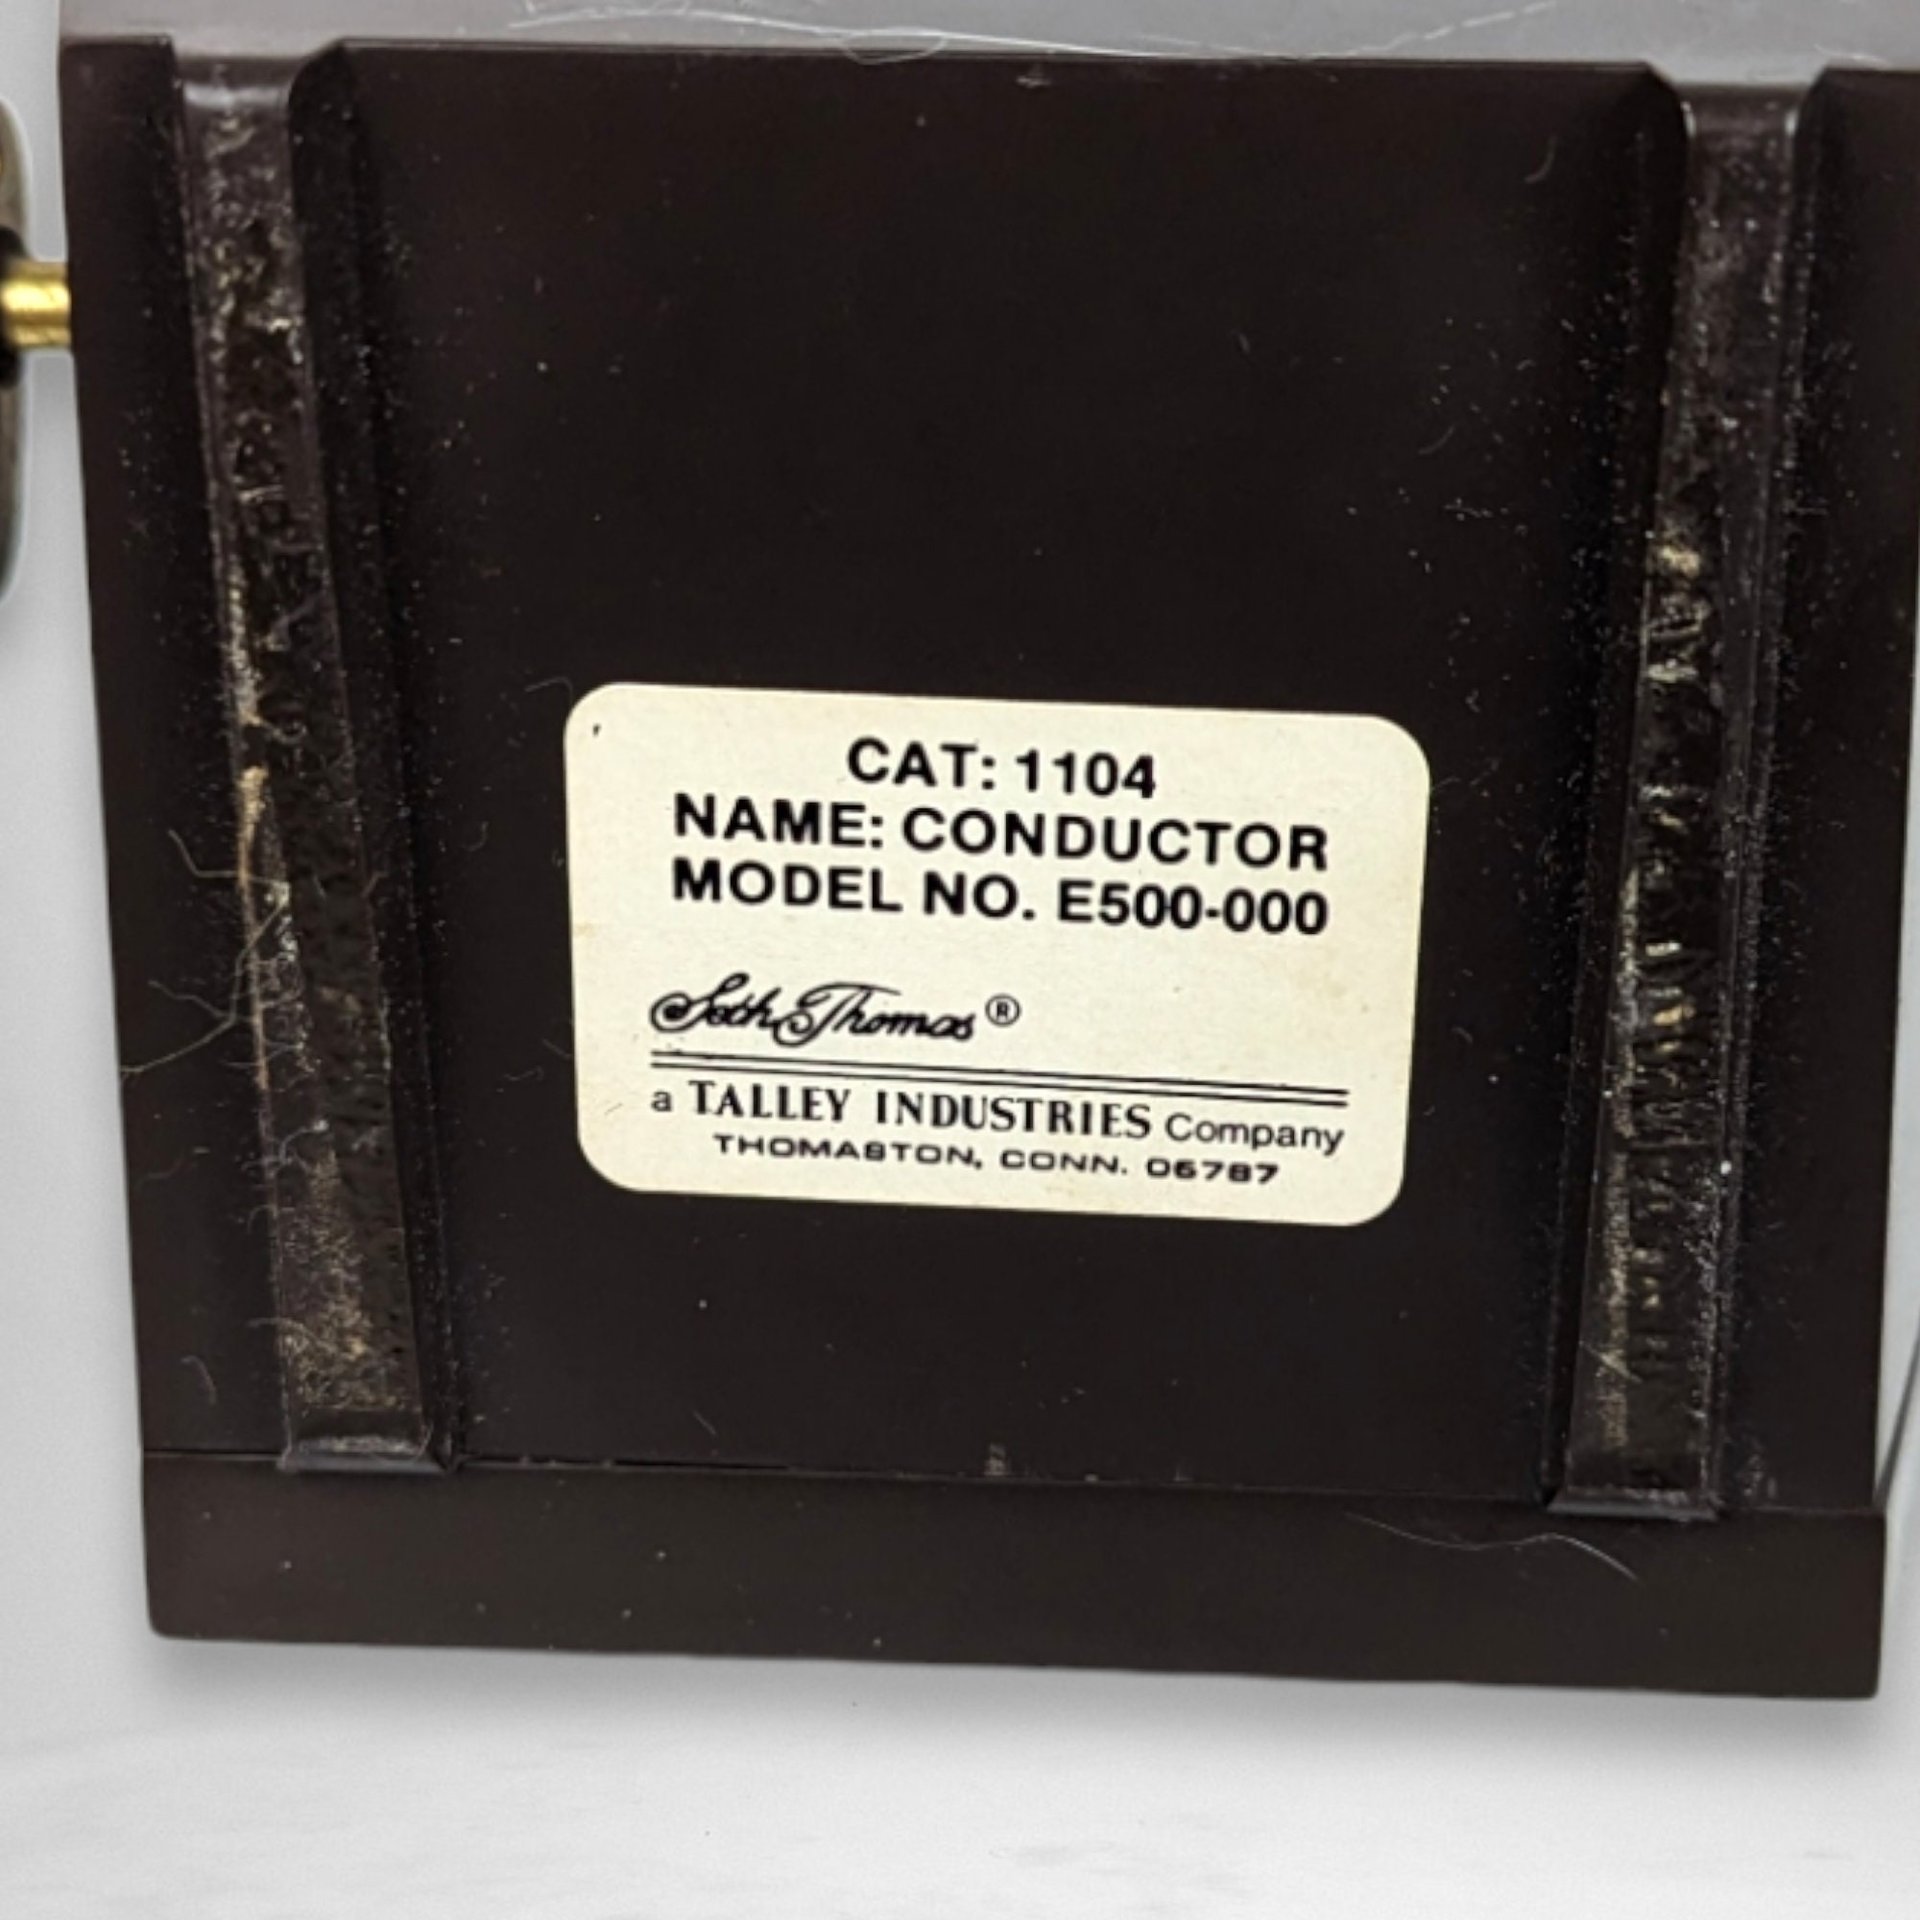 CAT: 1104
NAME: CONDUCTOR
MODEL NO. E500-000
Seth Thomas®
a TALLEY INDUSTRIES Company
THOMASTON, CONN. 06787